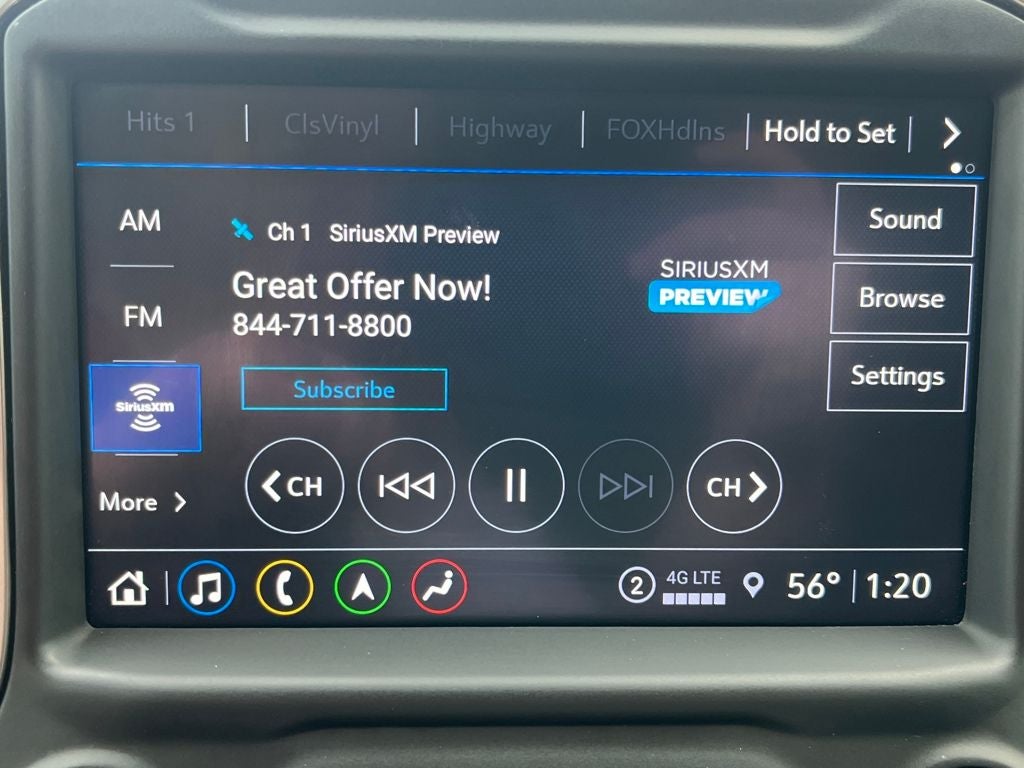 Hits 1 | ClsVinyl | Highway | FOXHdlns | Hold to Set |
AM
Ch 1 SiriusXM Preview
Sound
Great Offer Now!
844-711-8800
SIRIUSXM
PREVIEW
Browse
FM
Subscribe
Settings
SiriusXM
More
CH
CH
2 4G LTE 56° | 1:20